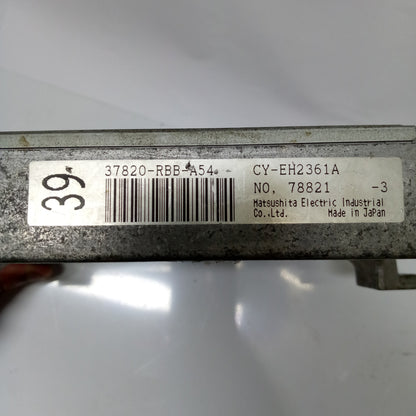 39
37820-RBB-A54
CY-EH2361A
NO. 78821 -3
Matsushita Electric Industrial
Co.,Ltd. Made in JaPan